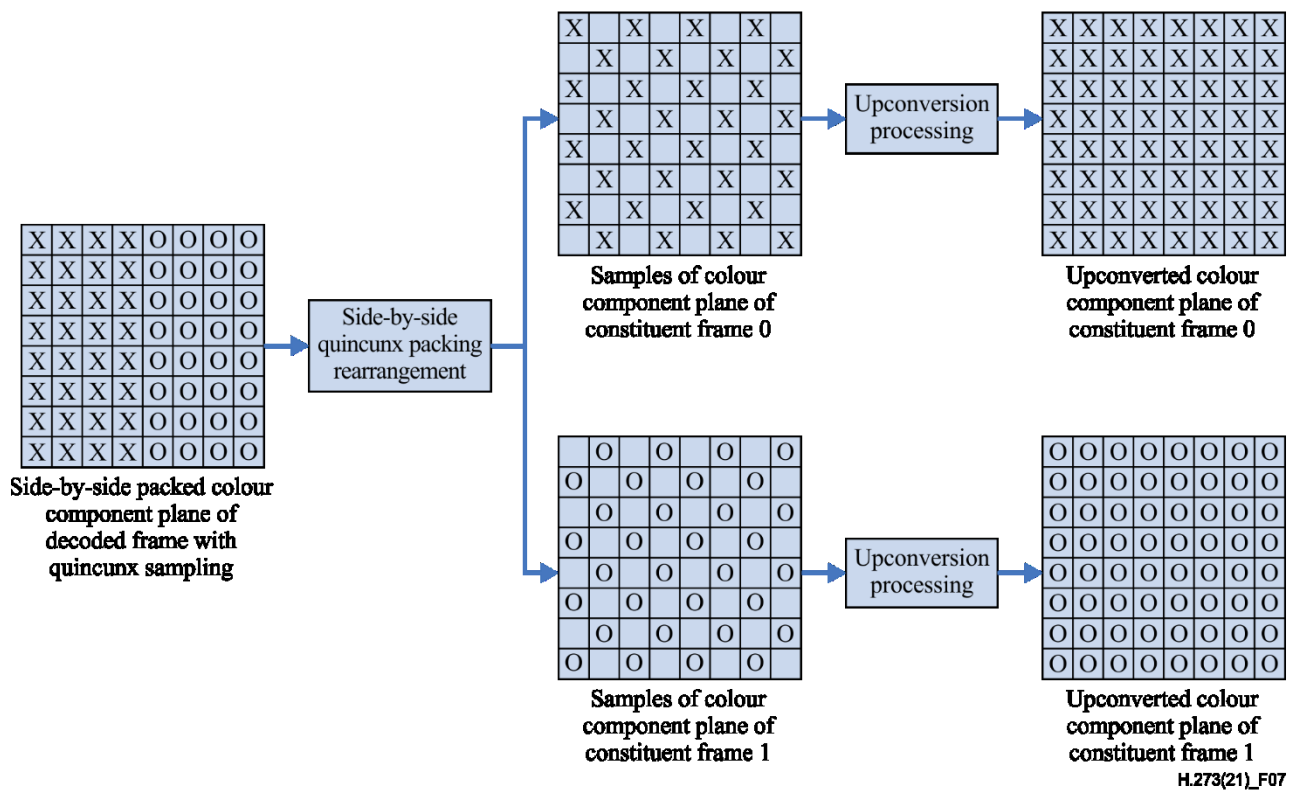 X X X X O O O O
X X X X O O O O
X X X X O O O O
X X X X O O O O
X X X X O O O O
X X X X O O O O
X X X X O O O O
X X X X O O O O
Side-by-side packed colour
component plane of
decoded frame with
quincunx sampling
Side-by-side
quincunx packing
rearrangement
X X X X
X X X X
X X X X
X X X X
X X X X
X X X X
X X X X
X X X X
Samples of colour
component plane of
constituent frame 0
Upconversion
processing
X X X X X X X X
X X X X X X X X
X X X X X X X X
X X X X X X X X
X X X X X X X X
X X X X X X X X
X X X X X X X X
X X X X X X X X
Upconverted colour
component plane of
constituent frame 0
O O O O
O O O O
O O O O
O O O O
O O O O
O O O O
O O O O
O O O O
Samples of colour
component plane of
constituent frame 1
Upconversion
processing
O O O O O O O O
O O O O O O O O
O O O O O O O O
O O O O O O O O
O O O O O O O O
O O O O O O O O
O O O O O O O O
O O O O O O O O
Upconverted colour
component plane of
constituent frame 1
H.273(21)_F07